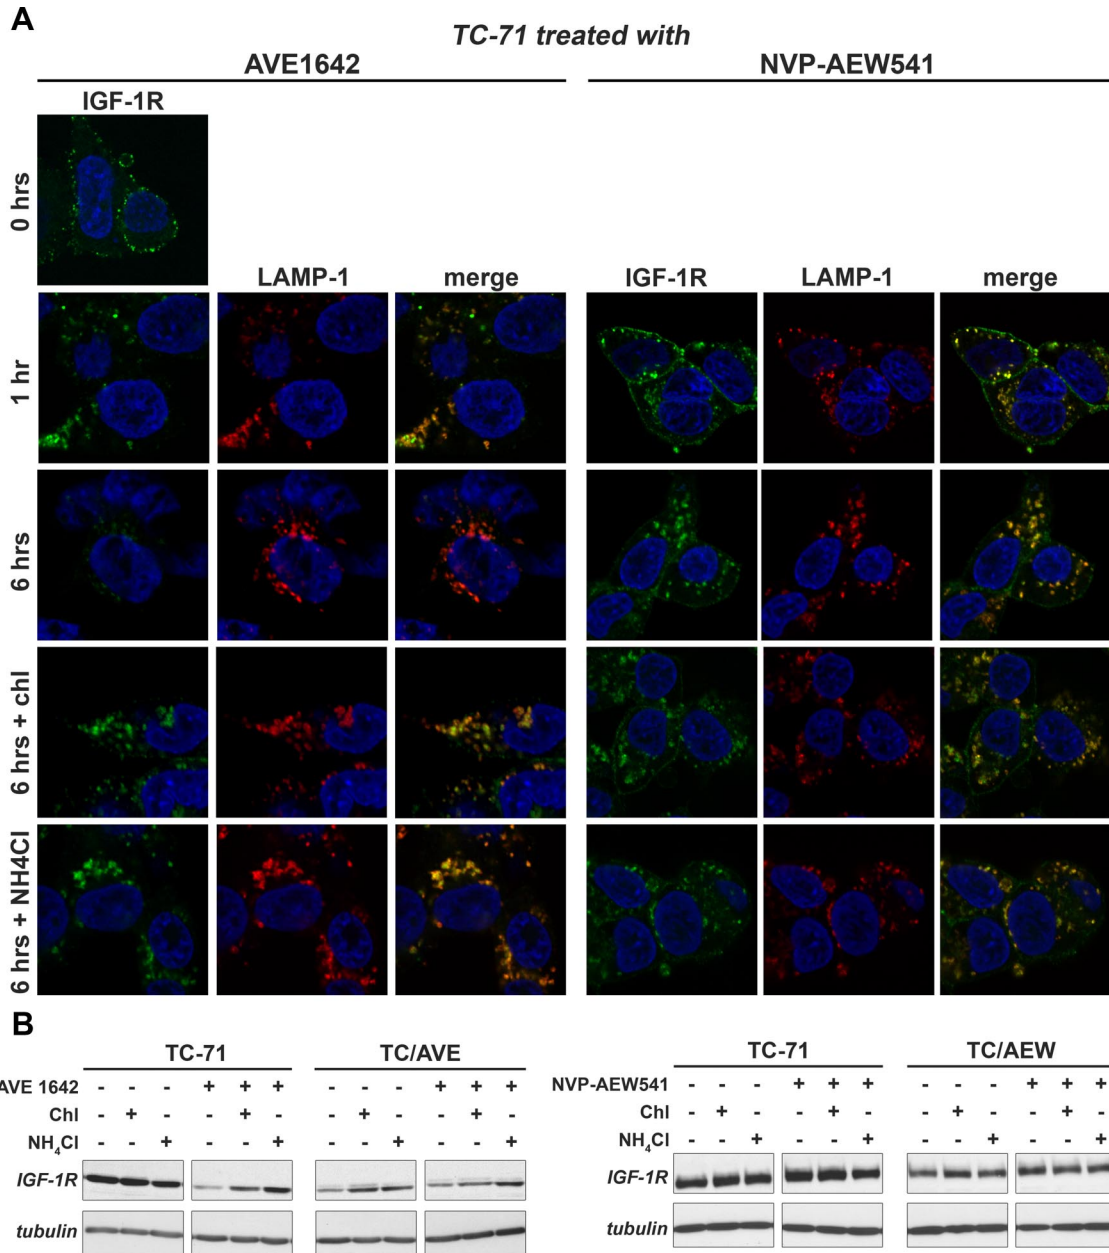 A
TC-71 treated with
AVE1642 NVP-AEW541
IGF-1R
0 hrs
LAMP-1 merge IGF-1R LAMP-1 merge
1 hr
6 hrs
6 hrs + chl
6 hrs + NH4Cl
B
TC-71 TC/AVE TC-71 TC/AEW
AVE 1642 - - - + + + - - - + + +
Chl - + - - + - - + - - + -
NH4Cl - - + - - + - - + - - +
IGF-1R
tubulin
NVP-AEW541 - - - + + + - - - + + +
Chl - + - - + - - + - - + -
NH4Cl - - + - - + - - + - - +
IGF-1R
tubulin